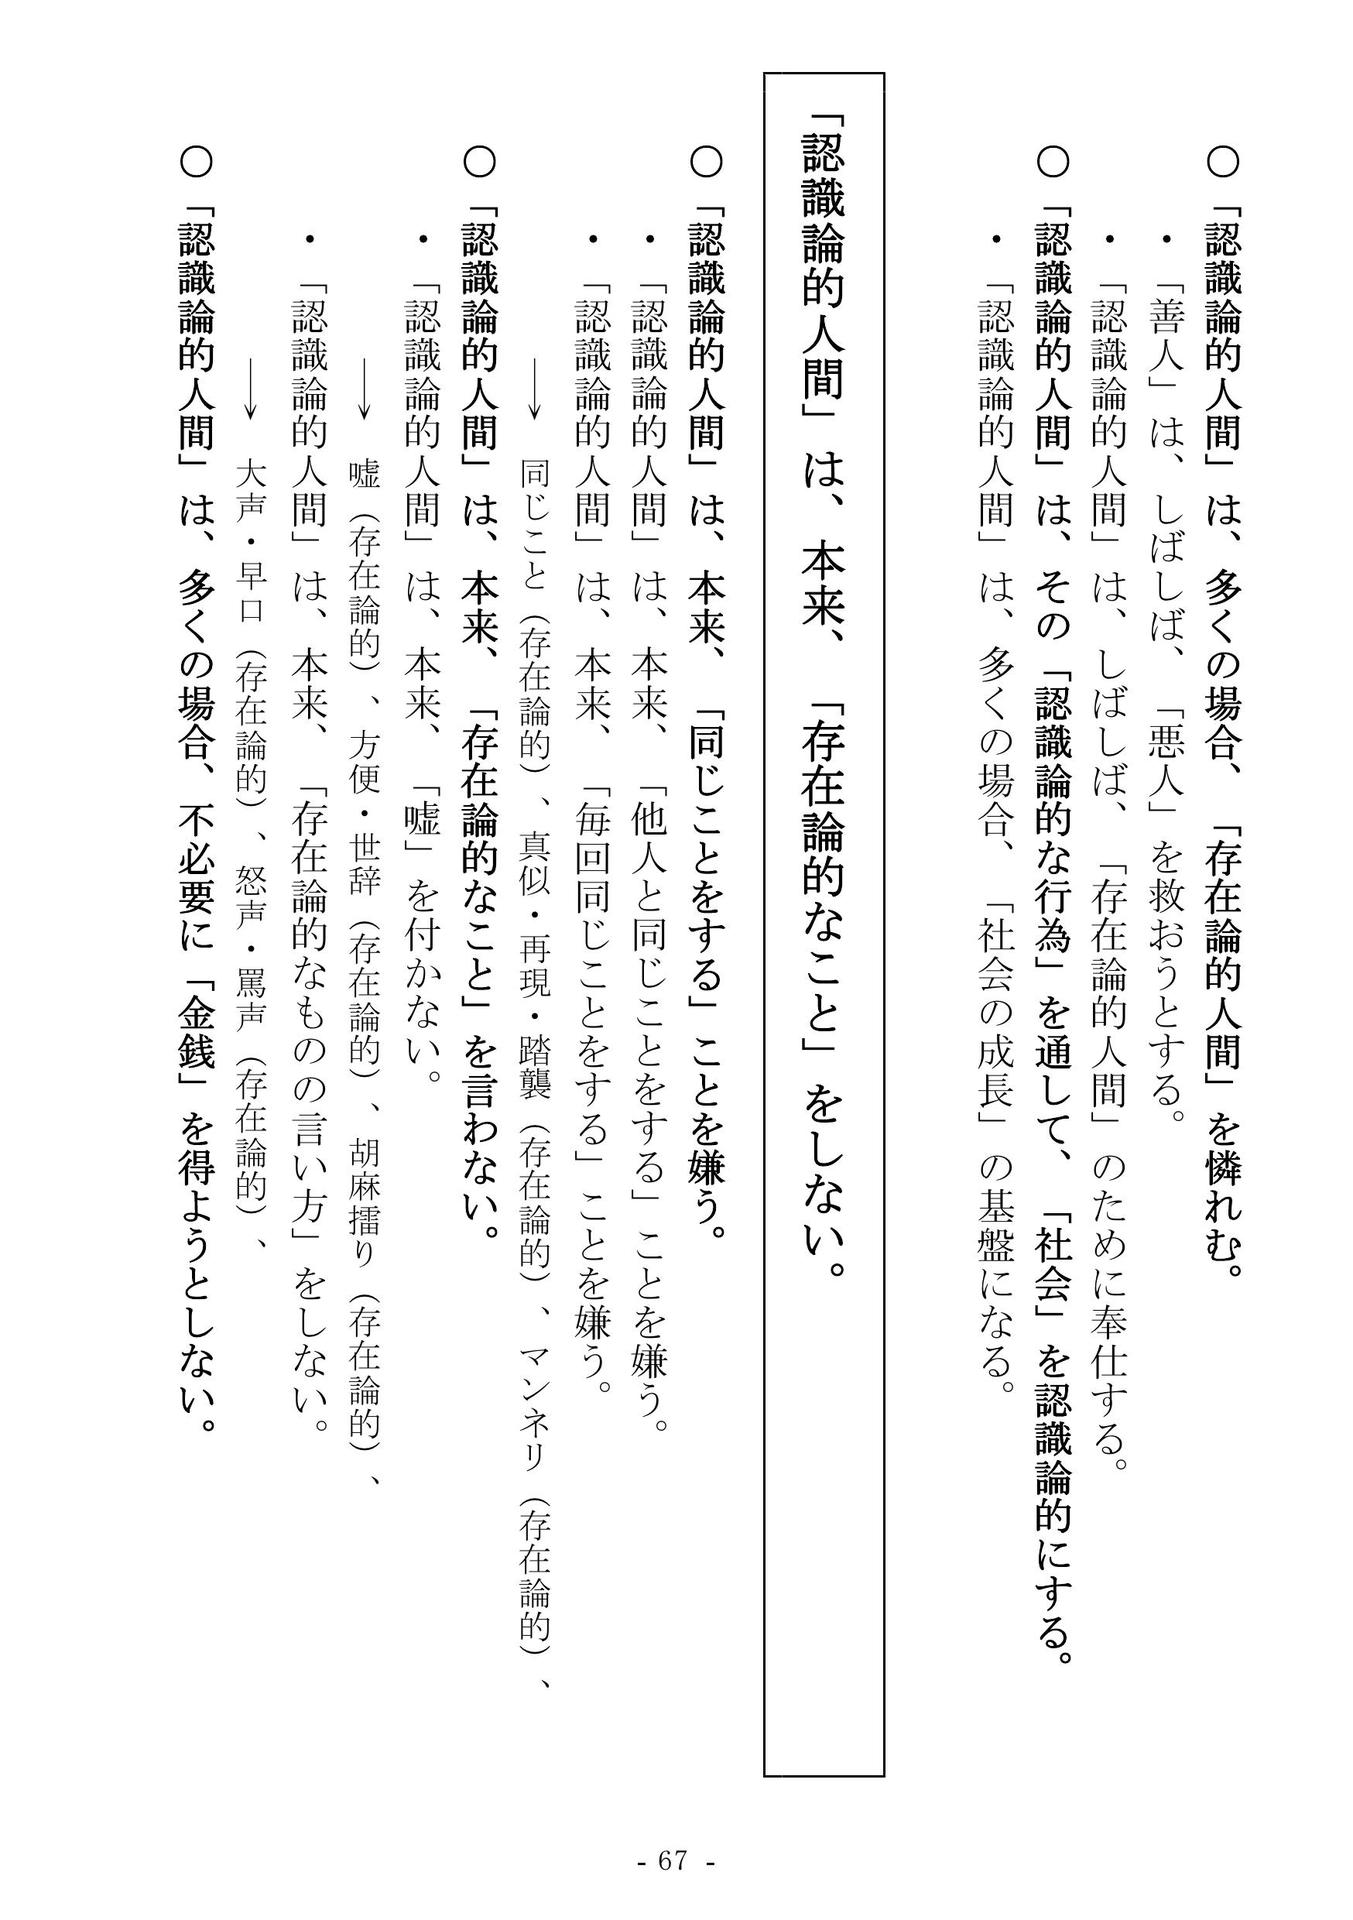 〇「認識論的人間」は、多くの場合、「存在論的人間」を憐れむ。
・「善人」は、しばしば、「悪人」を救おうとする。
・「認識論的人間」は、しばしば、「存在論的人間」のために奉仕する。
〇「認識論的人間」は、その「認識論的な行為」を通して、「社会」を認識論的にする。
・「認識論的人間」は、多くの場合、「社会の成長」の基盤になる。
「認識論的人間」は、本来、「存在論的なこと」をしない。
〇「認識論的人間」は、本来、「同じことをする」ことを嫌う。
・「認識論的人間」は、本来、「他人と同じことをする」ことを嫌う。
・「認識論的人間」は、本来、「毎回同じことをする」ことを嫌う。
→ 同じこと（存在論的）、真似・再現・踏襲（存在論的）、マンネリ（存在論的）、
〇「認識論的人間」は、本来、「存在論的なこと」を言わない。
・「認識論的人間」は、本来、「嘘」を付かない。
→ 嘘（存在論的）、方便・世辞（存在論的）、胡麻擂り（存在論的）、
・「認識論的人間」は、本来、「存在論的なものの言い方」をしない。
→ 大声・早口（存在論的）、怒声・罵声（存在論的）、
〇「認識論的人間」は、多くの場合、不必要に「金銭」を得ようとしない。
- 67 -